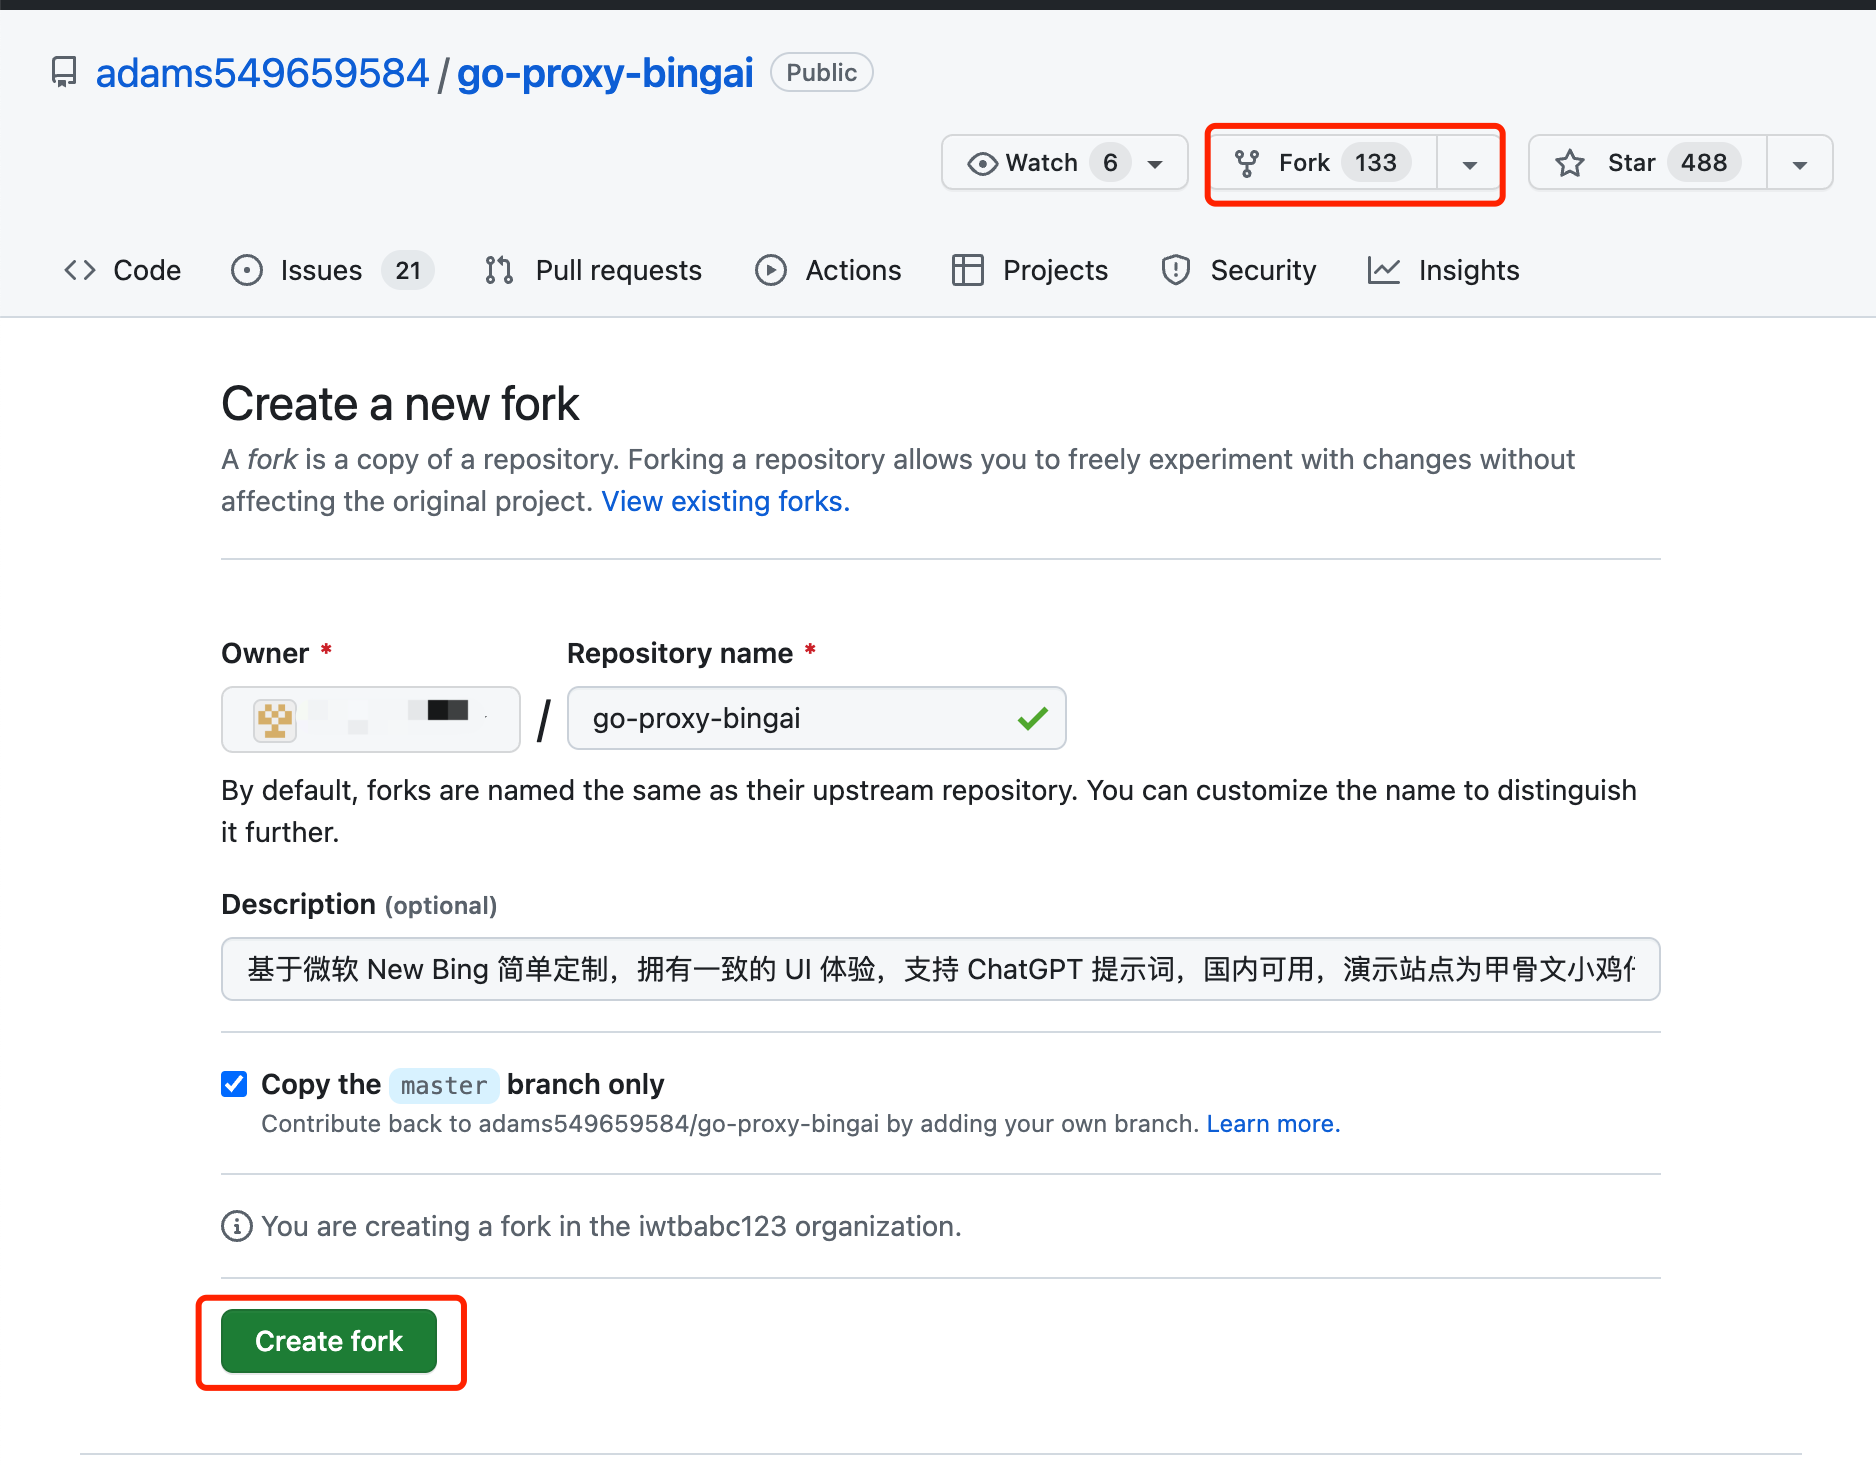 adams549659584 / go-proxy-bingai Public
Watch 6 Fork 133 Star 488
Code Issues 21 Pull requests Actions Projects Security Insights
Create a new fork
A fork is a copy of a repository. Forking a repository allows you to freely experiment with changes without
affecting the original project. View existing forks.
Owner * Repository name *
/ go-proxy-bingai
By default, forks are named the same as their upstream repository. You can customize the name to distinguish
it further.
Description (optional)
基于微软 New Bing 简单定制，拥有一致的 UI 体验，支持 ChatGPT 提示词，国内可用，演示站点为甲骨文小鸡
Copy the master branch only
Contribute back to adams549659584/go-proxy-bingai by adding your own branch. Learn more.
You are creating a fork in the iwtbabc123 organization.
Create fork